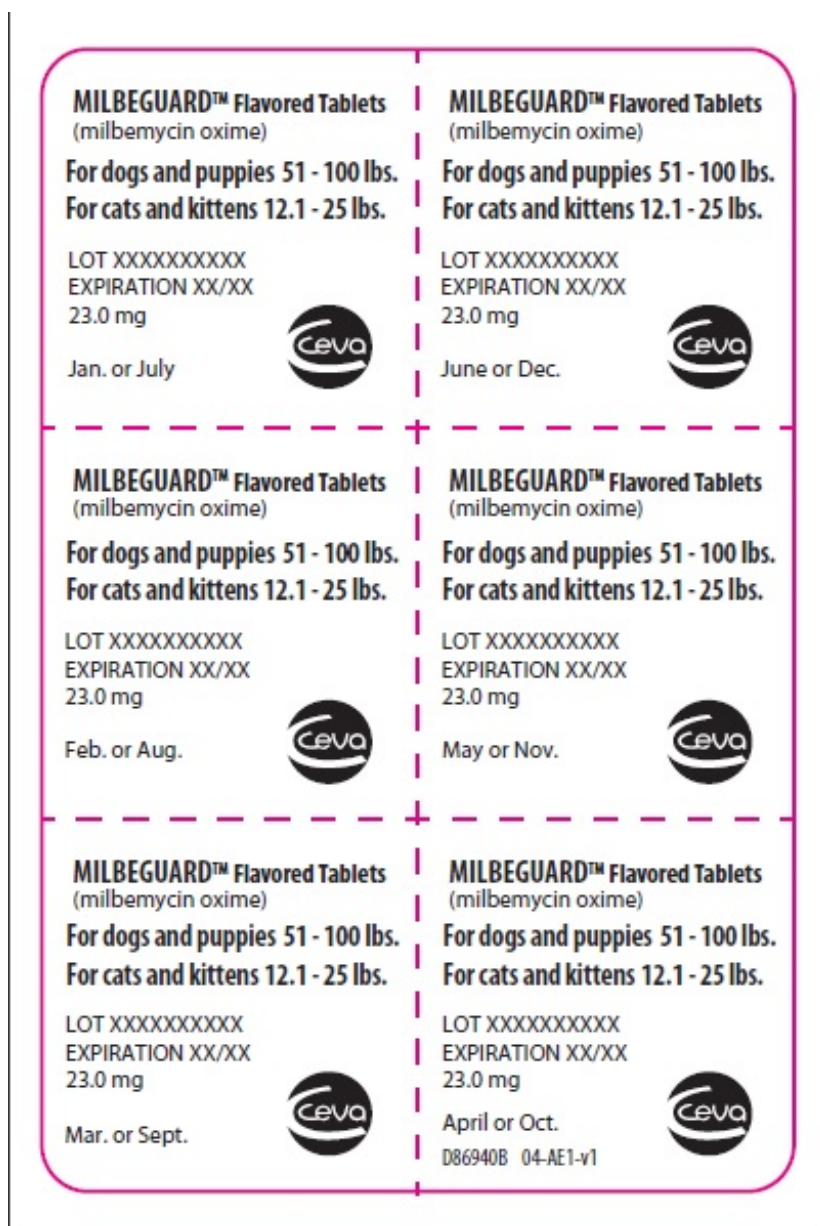 MILBEGUARD™ Flavored Tablets
(milbemycin oxime)
For dogs and puppies 51 - 100 lbs.
For cats and kittens 12.1 - 25 lbs.
LOT XXXXXXXXXX
EXPIRATION XX/XX
23.0 mg
Jan. or July
ceva
MILBEGUARD™ Flavored Tablets
(milbemycin oxime)
For dogs and puppies 51 - 100 lbs.
For cats and kittens 12.1 - 25 lbs.
LOT XXXXXXXXXX
EXPIRATION XX/XX
23.0 mg
June or Dec.
ceva
MILBEGUARD™ Flavored Tablets
(milbemycin oxime)
For dogs and puppies 51 - 100 lbs.
For cats and kittens 12.1 - 25 lbs.
LOT XXXXXXXXXX
EXPIRATION XX/XX
23.0 mg
Feb. or Aug.
ceva
MILBEGUARD™ Flavored Tablets
(milbemycin oxime)
For dogs and puppies 51 - 100 lbs.
For cats and kittens 12.1 - 25 lbs.
LOT XXXXXXXXXX
EXPIRATION XX/XX
23.0 mg
May or Nov.
ceva
MILBEGUARD™ Flavored Tablets
(milbemycin oxime)
For dogs and puppies 51 - 100 lbs.
For cats and kittens 12.1 - 25 lbs.
LOT XXXXXXXXXX
EXPIRATION XX/XX
23.0 mg
Mar. or Sept.
ceva
MILBEGUARD™ Flavored Tablets
(milbemycin oxime)
For dogs and puppies 51 - 100 lbs.
For cats and kittens 12.1 - 25 lbs.
LOT XXXXXXXXXX
EXPIRATION XX/XX
23.0 mg
April or Oct.
ceva
D86940B 04-AE1-v1